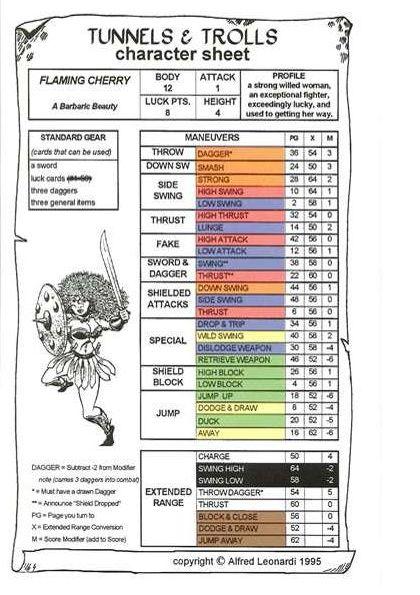 TUNNELS & TROLLS
character sheet
FLAMING CHERRY
A Barbaric Beauty
BODY
12
ATTACK
1
LUCK PTS.
8
HEIGHT
4
PROFILE
a strong willed woman,
an exceptional fighter,
exceedingly lucky, and
used to getting her way.
STANDARD GEAR
(cards that can be used)
a sword
luck cards
three daggers
three general items
MANEUVERS PG X M
THROW DAGGER* 36 54 3
DOWN SW SMASH 24 50 3
SIDE SWING STRONG 28 64 2
HIGH SWING 10 64 1
LOW SWING 2 58 1
THRUST HIGH THRUST 32 54 0
LUNGE 14 50 2
FAKE HIGH ATTACK 42 56 0
LOW ATTACK 12 56 1
SWORD & DAGGER SWING** 38 58 0
THRUST** 22 60 0
SHIELDED ATTACKS DOWN SWING 44 56 1
SIDE SWING 48 56 0
THRUST 6 56 0
SPECIAL DROP & TRIP 34 56 1
WILD SWING 40 58 2
DISLODGE WEAPON 30 58 -4
RETRIEVE WEAPON 46 52 -6
SHIELD BLOCK HIGH BLOCK 26 56 1
LOW BLOCK 4 56 1
JUMP JUMP UP 18 52 -6
DODGE & DRAW 8 52 -4
DUCK 20 52 -5
AWAY 16 62 -6
EXTENDED RANGE CHARGE 50 4
SWING HIGH 64 -2
SWING LOW 58 -2
THROW DAGGER* 54 5
THRUST 60 0
BLOCK & CLOSE 56 0
DODGE & DRAW 52 -4
JUMP AWAY 62 -4
DAGGER = Subtract -2 from Modifier
note (carries 3 daggers into combat)
* = Must have a drawn Dagger
** = Announce "Shield Dropped"
PG = Page you turn to
X = Extended Range Conversion
M = Score Modifier (add to Score)
copyright © Alfred Leonardi 1995